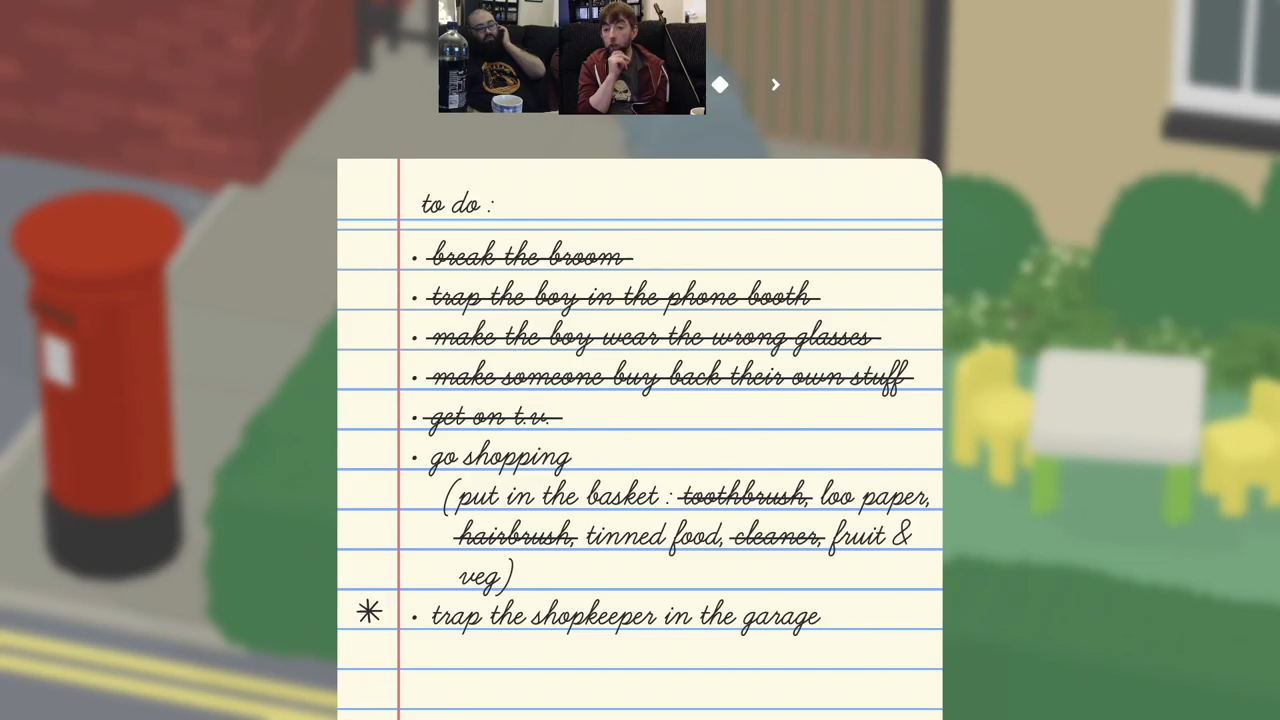 to do :
• break the broom
• trap the boy in the phone booth
• make the boy wear the wrong glasses
• make someone buy back their own stuff
• get on t.v.
• go shopping
(put in the basket : toothbrush, loo paper,
hairbrush, tinned food, cleaner, fruit &
veg)
• trap the shopkeeper in the garage